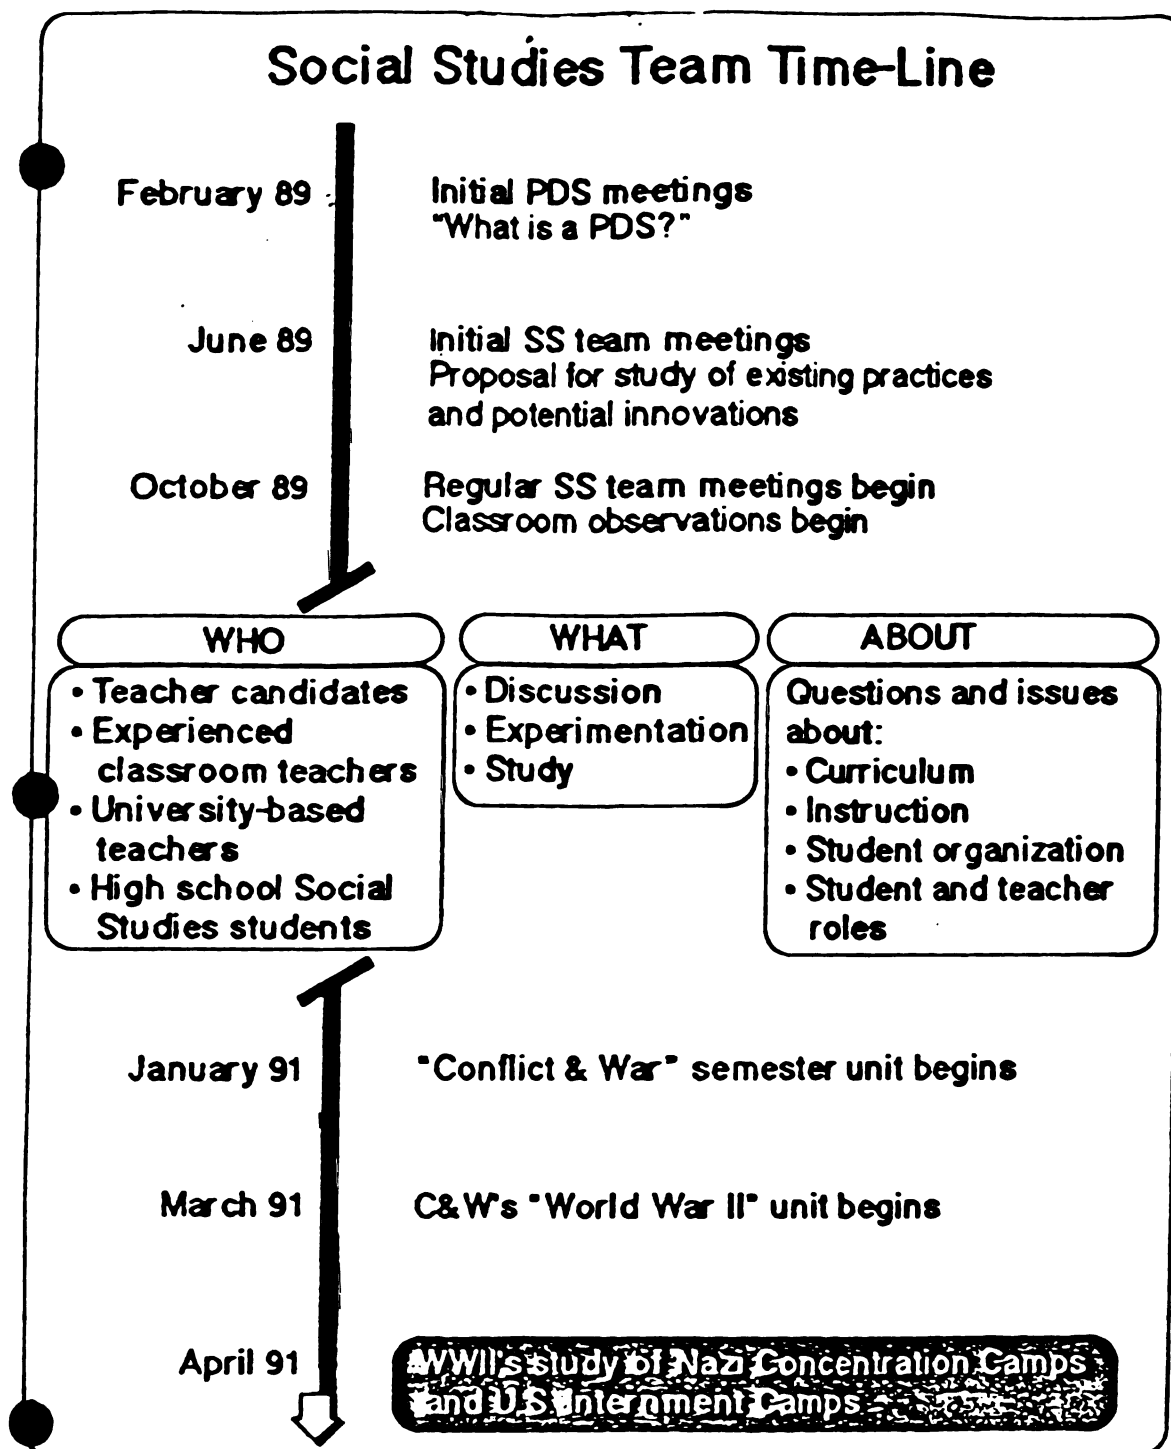 Social Studies Team Time-Line
February 89
Initial PDS meetings
"What is a PDS?"
June 89
Initial SS team meetings
Proposal for study of existing practices
and potential innovations
October 89
Regular SS team meetings begin
Classroom observations begin
WHO
• Teacher candidates
• Experienced
classroom teachers
• University-based
teachers
• High school Social
Studies students
WHAT
• Discussion
• Experimentation
• Study
ABOUT
Questions and issues
about:
• Curriculum
• Instruction
• Student organization
• Student and teacher
roles
January 91
"Conflict & War" semester unit begins
March 91
C&W's "World War II" unit begins
April 91
WWII's study of Nazi Concentration Camps
and U.S Internment Camps